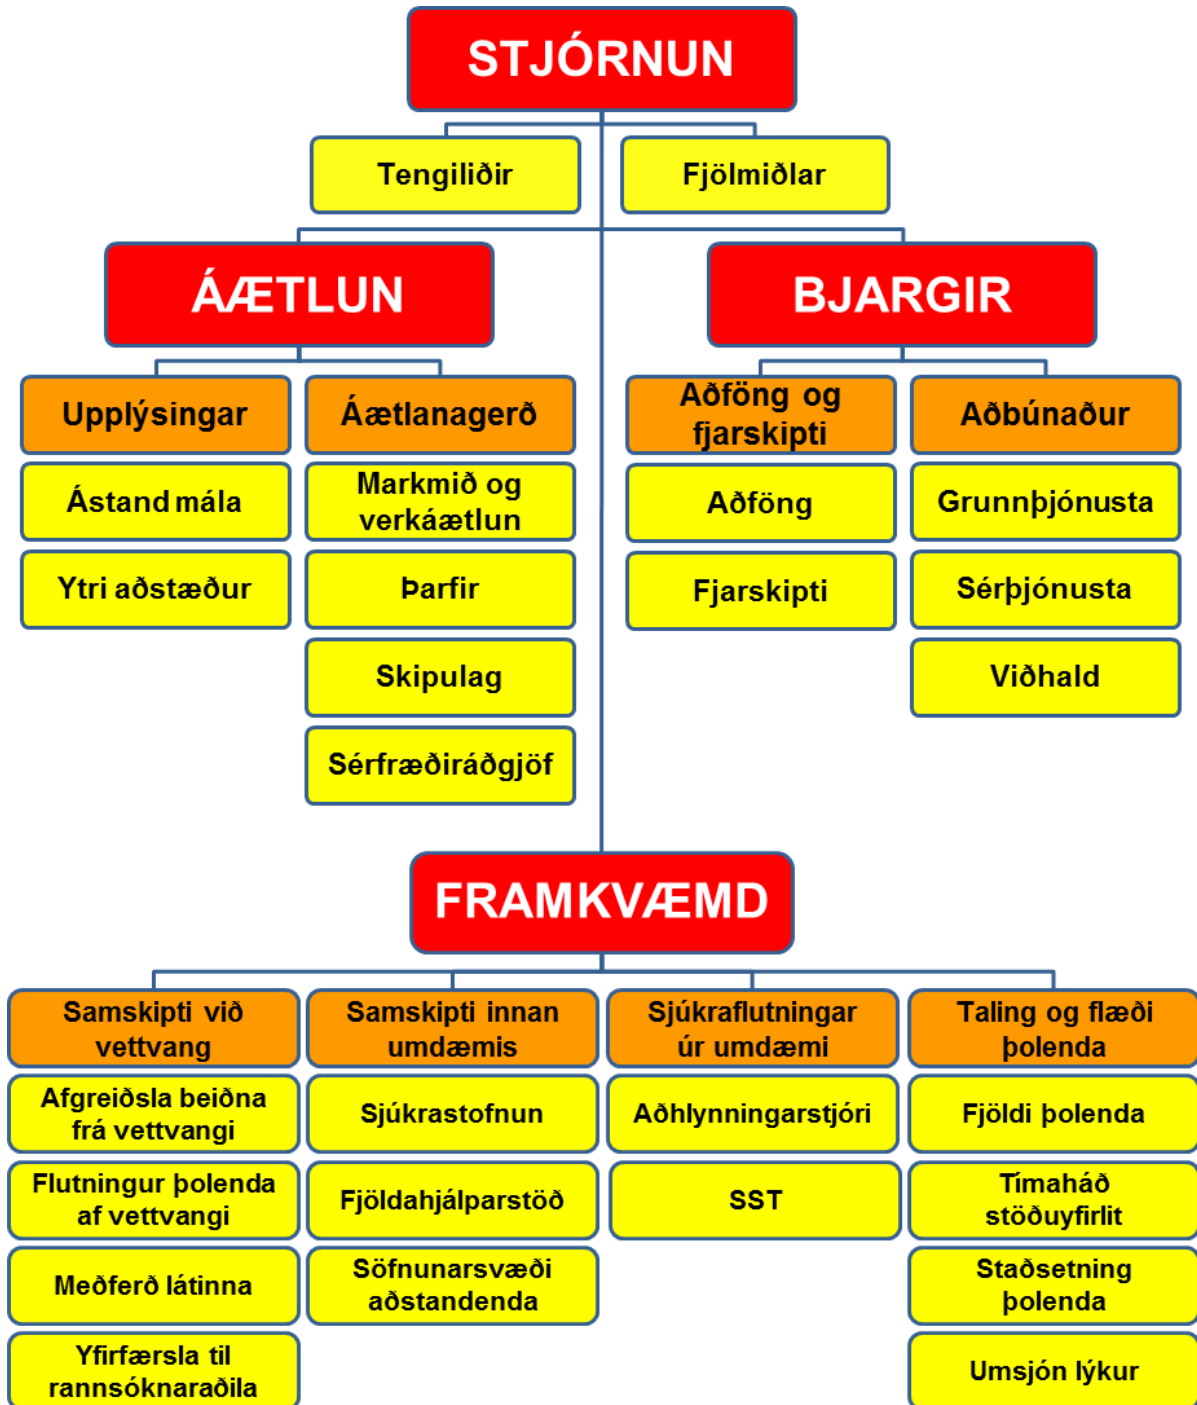 STJÓRNUN
Tengiliðir
Fjölmiðlar
ÁÆTLUN
BJARGIR
Upplýsingar
Ástand mála
Ytri aðstæður
Áætlanagerð
Markmið og
verkáætlun
Þarfir
Skipulag
Sérfræðiráðgjöf
Aðföng og
fjarskipti
Aðföng
Fjarskipti
Aðbúnaður
Grunnþjónusta
Sérþjónusta
Viðhald
FRAMKVÆMD
Samskipti við
vettvang
Afgreiðsla beiðna
frá vettvangi
Flutningur þolenda
af vettvangi
Meðferð látinna
Yfirfærsla til
rannsóknaraðila
Samskipti innan
umdæmis
Sjúkrastofnun
Fjöldahjálparstöð
Söfnunarsvæði
aðstandenda
Sjúkraflutningar
úr umdæmi
Aðhlynningarstjóri
SST
Taling og flæði
þolenda
Fjöldi þolenda
Tímaháð
stöðuyfirlit
Staðsetning
þolenda
Umsjón lýkur